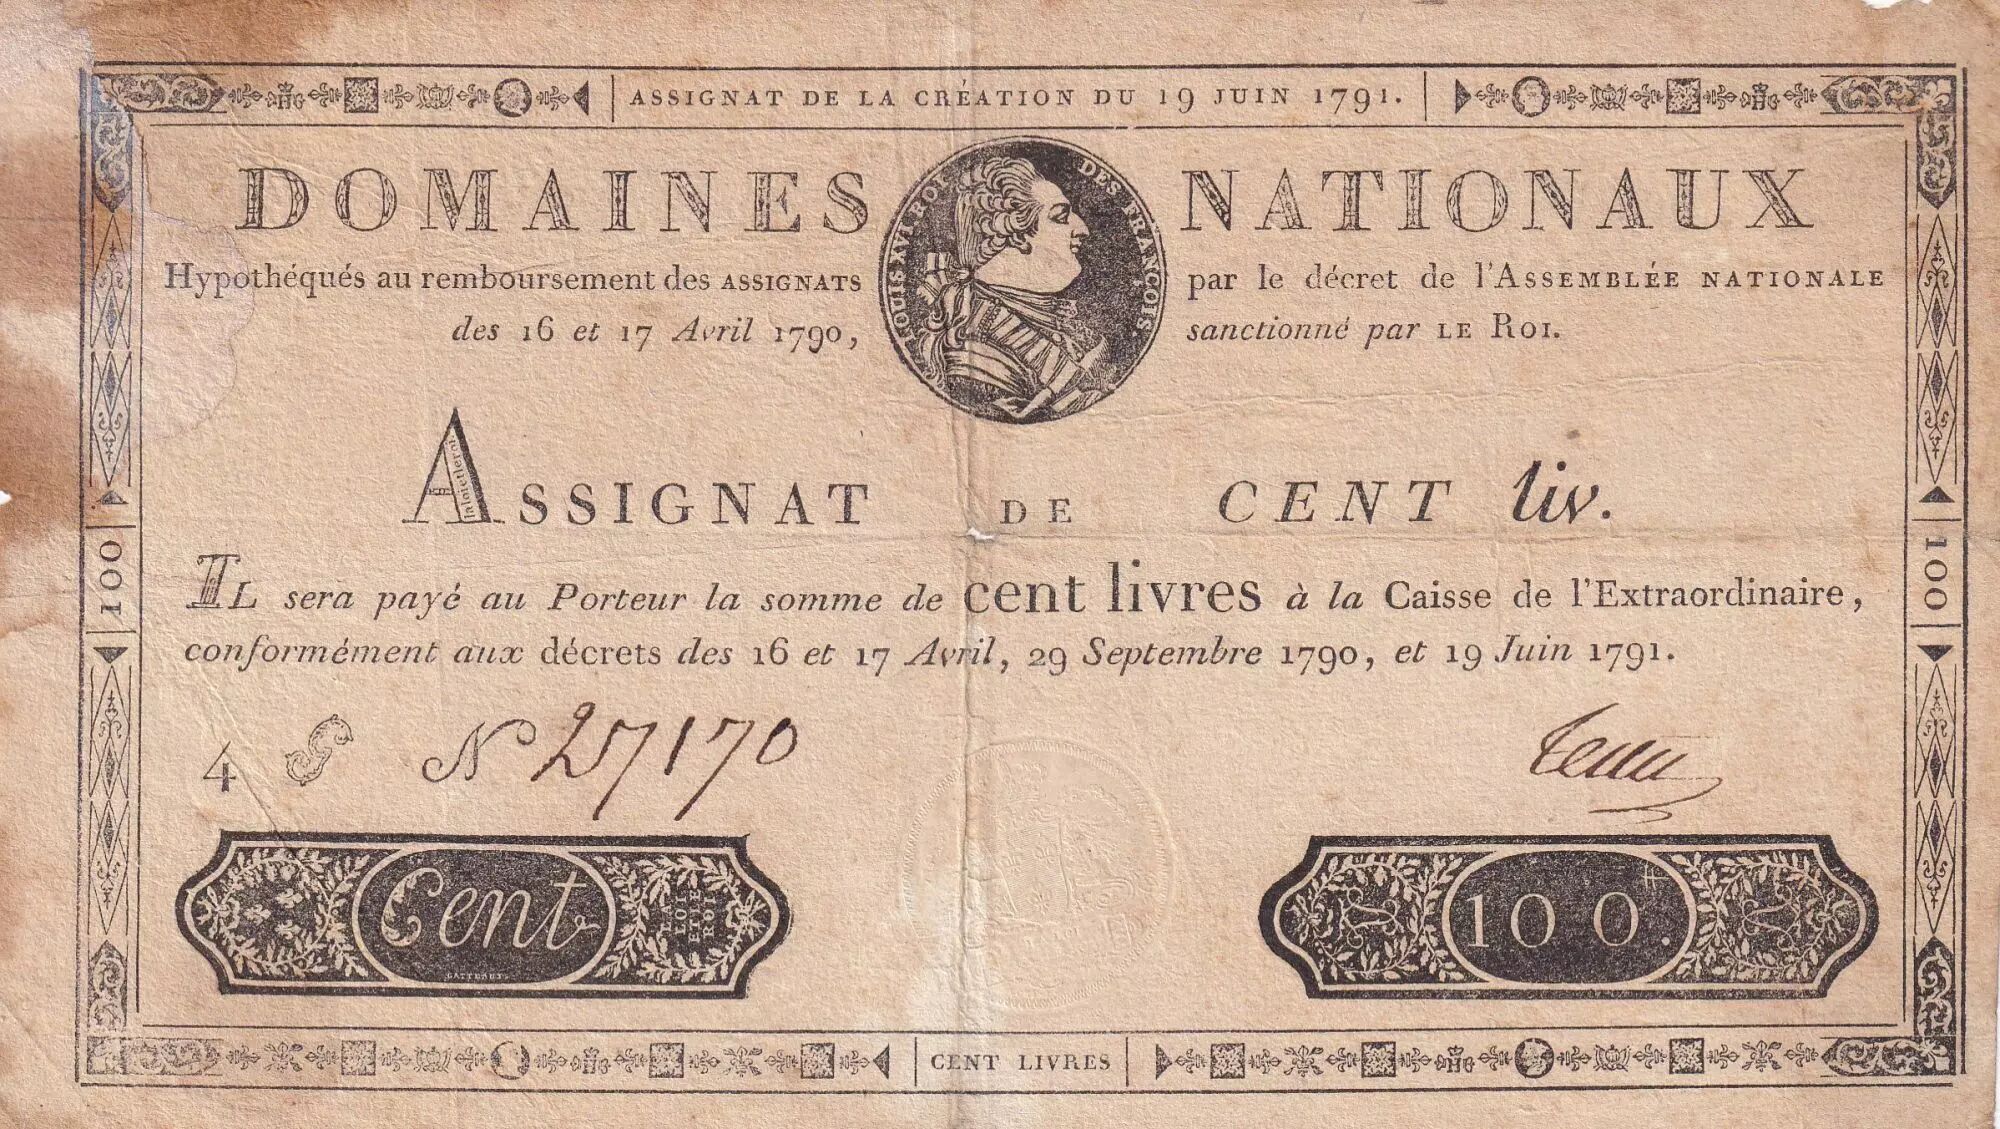 ASSIGNAT DE LA CRÉATION DU 19 JUIN 1791.
DOMAINES NATIONAUX
LOUIS XVI ROI DES FRANÇOIS
Hypothéqués au remboursement des ASSIGNATS par le décret de l'ASSEMBLÉE NATIONALE
des 16 et 17 Avril 1790, sanctionné par LE ROI.
ASSIGNAT DE CENT liv.
IL sera payé au Porteur la somme de cent livres à la Caisse de l'Extraordinaire,
conformément aux décrets des 16 et 17 Avril, 29 Septembre 1790, et 19 Juin 1791.
100
100
4 S N 27170
Cent
LA LOI ET LE ROI
GATTEAUX
100.
CENT LIVRES